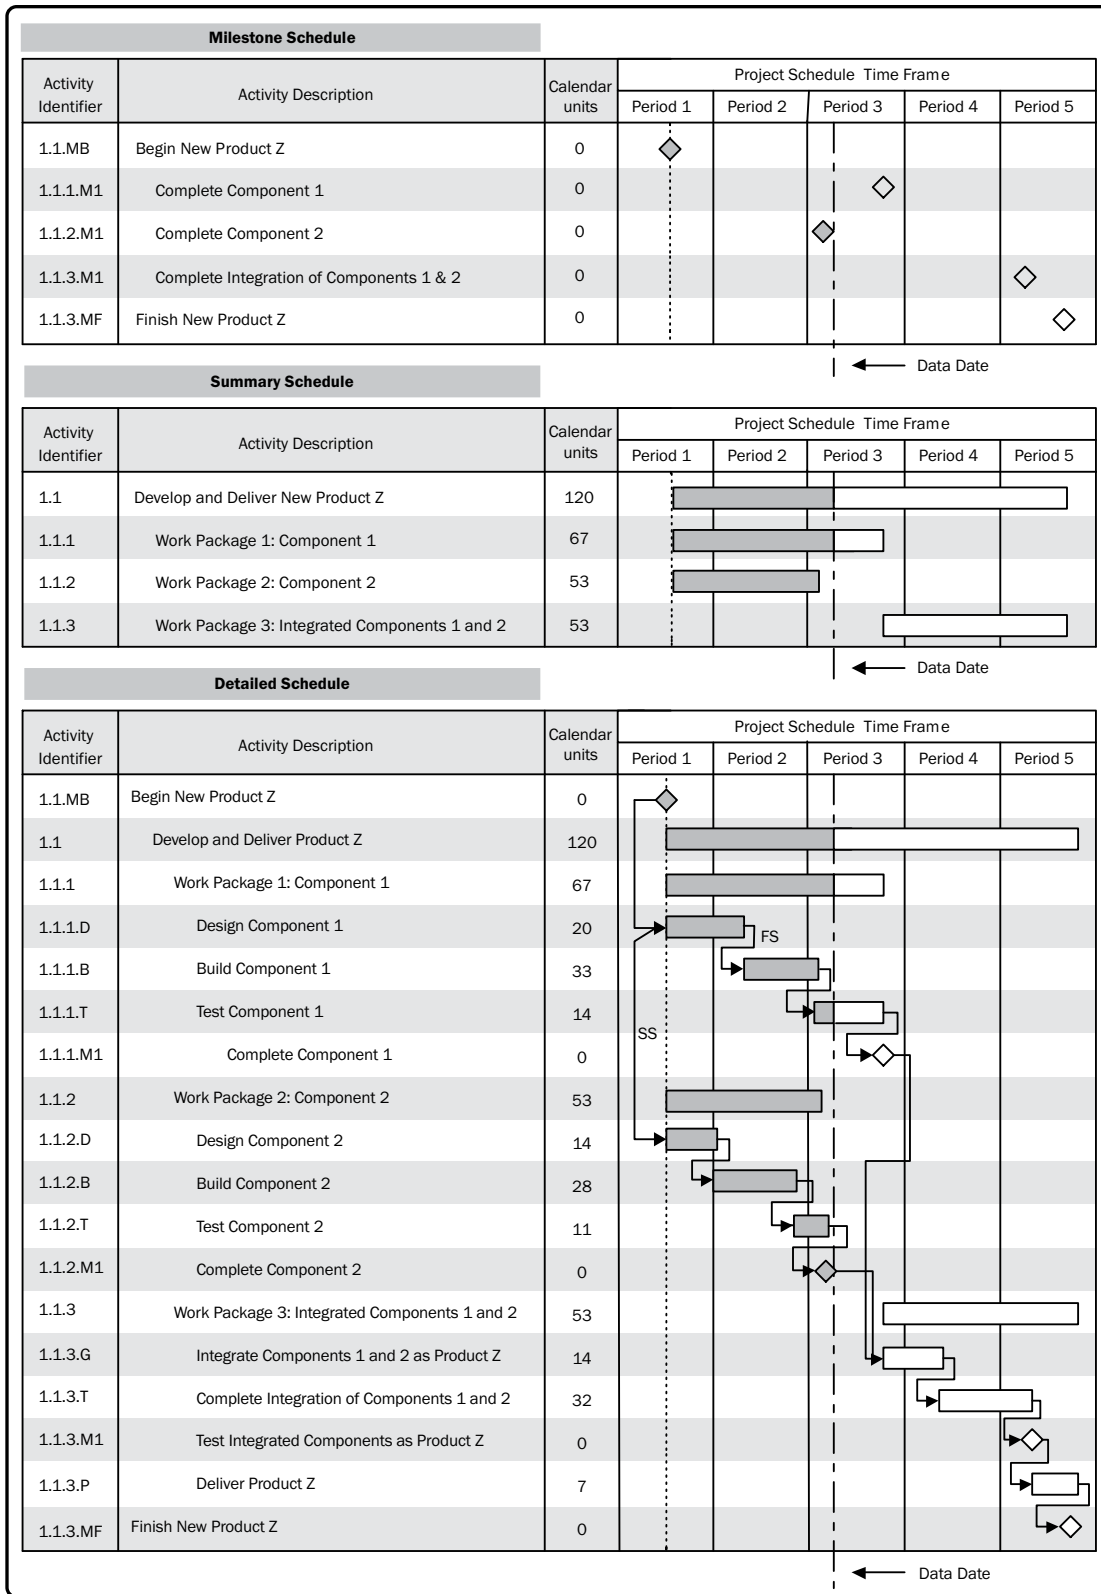 Milestone Schedule
Activity Identifier
Activity Description
Calendar units
Project Schedule Time Frame
Period 1 Period 2 Period 3 Period 4 Period 5
1.1.MB Begin New Product Z 0
1.1.1.M1 Complete Component 1 0
1.1.2.M1 Complete Component 2 0
1.1.3.M1 Complete Integration of Components 1 & 2 0
1.1.3.MF Finish New Product Z 0
Data Date
Summary Schedule
Activity Identifier
Activity Description
Calendar units
Project Schedule Time Frame
Period 1 Period 2 Period 3 Period 4 Period 5
1.1 Develop and Deliver New Product Z 120
1.1.1 Work Package 1: Component 1 67
1.1.2 Work Package 2: Component 2 53
1.1.3 Work Package 3: Integrated Components 1 and 2 53
Data Date
Detailed Schedule
Activity Identifier
Activity Description
Calendar units
Project Schedule Time Frame
Period 1 Period 2 Period 3 Period 4 Period 5
1.1.MB Begin New Product Z 0
1.1 Develop and Deliver Product Z 120
1.1.1 Work Package 1: Component 1 67
1.1.1.D Design Component 1 20
FS
1.1.1.B Build Component 1 33
1.1.1.T Test Component 1 14
SS
1.1.1.M1 Complete Component 1 0
1.1.2 Work Package 2: Component 2 53
1.1.2.D Design Component 2 14
1.1.2.B Build Component 2 28
1.1.2.T Test Component 2 11
1.1.2.M1 Complete Component 2 0
1.1.3 Work Package 3: Integrated Components 1 and 2 53
1.1.3.G Integrate Components 1 and 2 as Product Z 14
1.1.3.T Complete Integration of Components 1 and 2 32
1.1.3.M1 Test Integrated Components as Product Z 0
1.1.3.P Deliver Product Z 7
1.1.3.MF Finish New Product Z 0
Data Date